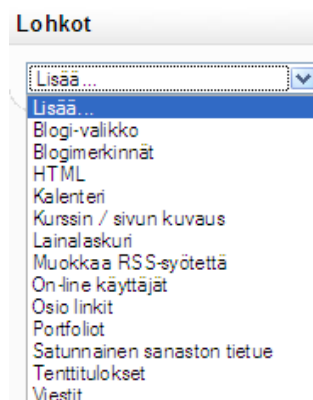 Lohkot
Lisää...
Lisää...
Blogi-valikko
Blogimerkinnät
HTML
Kalenteri
Kurssin / sivun kuvaus
Lainalaskuri
Muokkaa RSS-syötettä
On-line käyttäjät
Osio linkit
Portfoliot
Satunnainen sanaston tietue
Tenttitulokset
Viestit